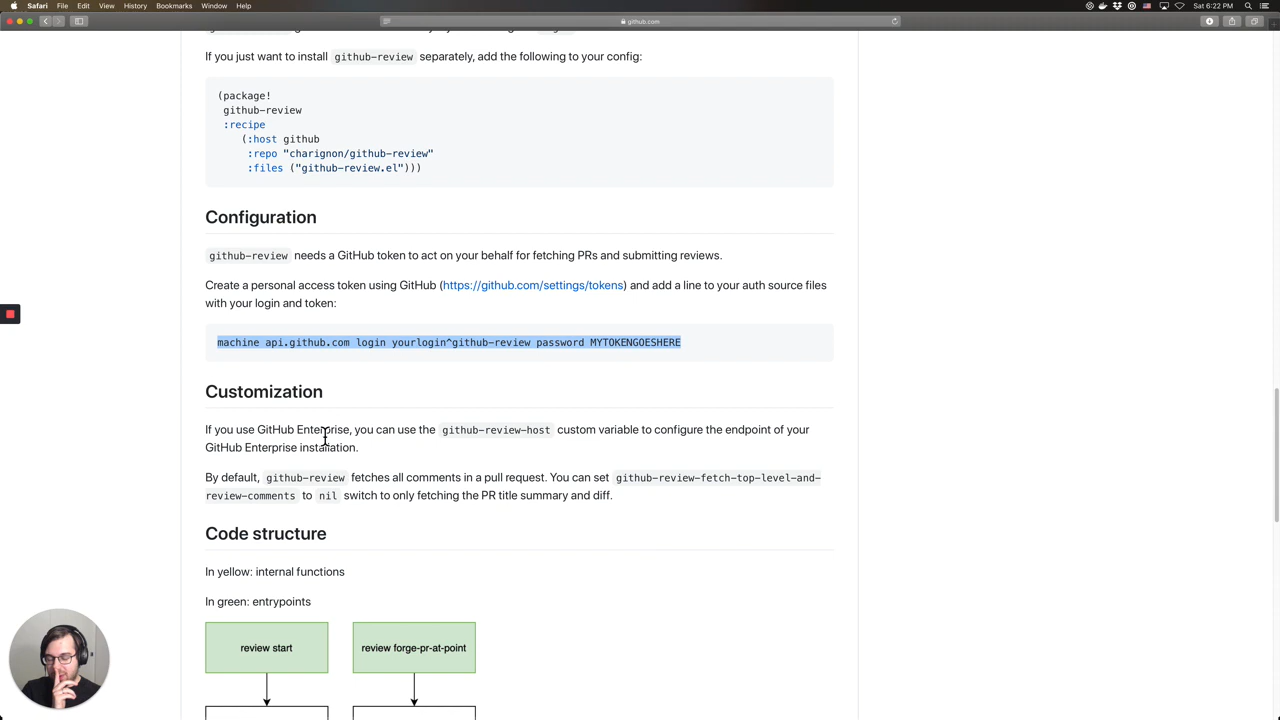 Safari File Edit View History Bookmarks Window Help Sat 6:22 PM
github.com
If you just want to install github-review separately, add the following to your config:
(package!
github-review
:recipe
(:host github
:repo "charignon/github-review"
:files ("github-review.el")))
Configuration
github-review needs a GitHub token to act on your behalf for fetching PRs and submitting reviews.
Create a personal access token using GitHub (https://github.com/settings/tokens) and add a line to your auth source files
with your login and token:
machine api.github.com login yourlogin^github-review password MYTOKENGOESHERE
Customization
If you use GitHub Enterprise, you can use the github-review-host custom variable to configure the endpoint of your
GitHub Enterprise installation.
By default, github-review fetches all comments in a pull request. You can set github-review-fetch-top-level-and-
review-comments to nil switch to only fetching the PR title summary and diff.
Code structure
In yellow: internal functions
In green: entrypoints
review start
review forge-pr-at-point